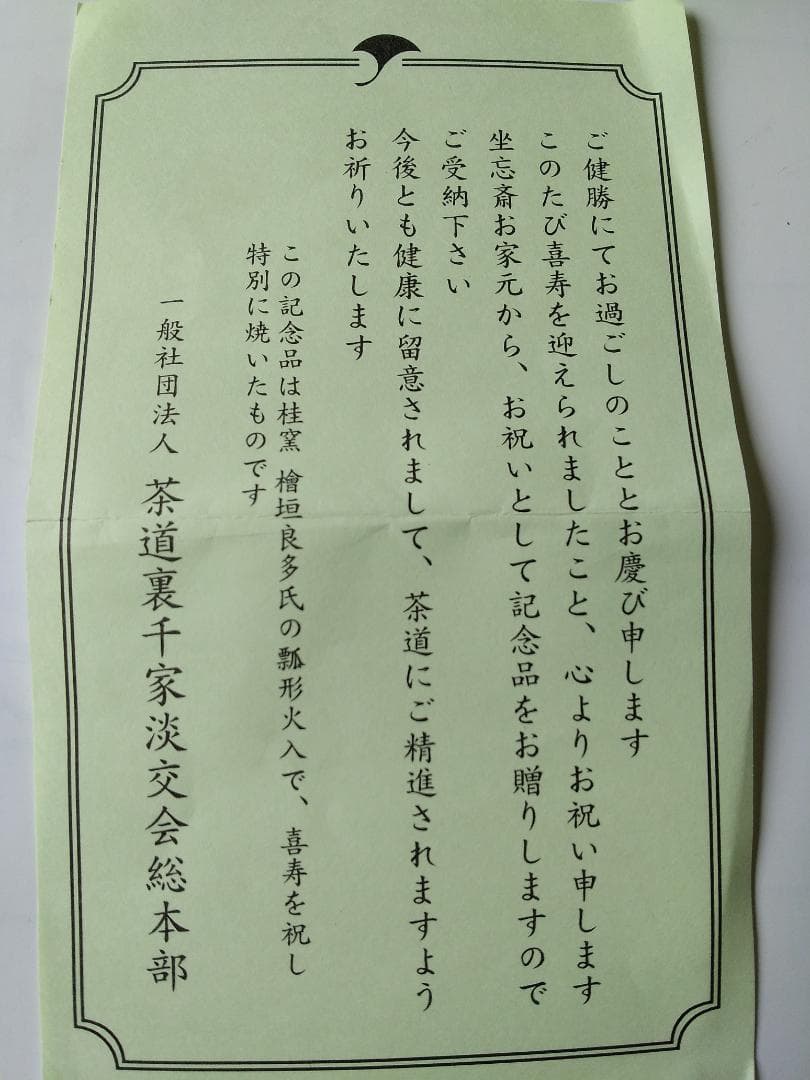 ご健勝にてお過ごしのこととお慶び申します
このたび喜寿を迎えられましたこと、心よりお祝い申します
坐忘斎お家元から、お祝いとして記念品をお贈りしますので
ご受納下さい
今後とも健康に留意されまして、茶道にご精進されますよう
お祈りいたします
この記念品は桂窯 檜垣良多氏の瓢形火入で、喜寿を祝し
特別に焼いたものです
一般社団法人 茶道裏千家淡交会総本部